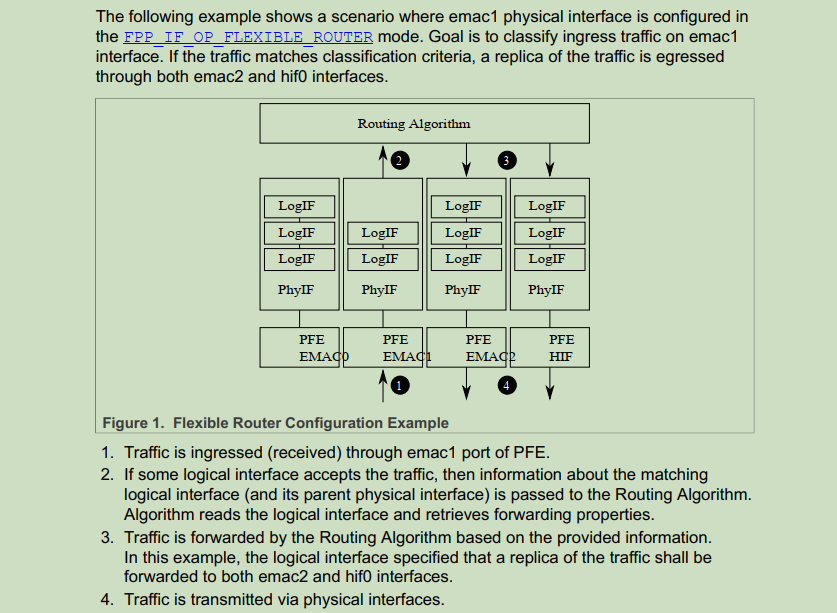 The following example shows a scenario where emac1 physical interface is configured in
the FPP_IF_OP_FLEXIBLE_ROUTER mode. Goal is to classify ingress traffic on emac1
interface. If the traffic matches classification criteria, a replica of the traffic is egressed
through both emac2 and hif0 interfaces.
Routing Algorithm
2
3
LogIF LogIF LogIF
LogIF LogIF LogIF LogIF
LogIF LogIF LogIF LogIF
PhyIF PhyIF PhyIF PhyIF
PFE PFE PFE PFE
EMAC0 EMAC1 EMAC2 HIF
1
4
Figure 1. Flexible Router Configuration Example
1. Traffic is ingressed (received) through emac1 port of PFE.
2. If some logical interface accepts the traffic, then information about the matching
logical interface (and its parent physical interface) is passed to the Routing Algorithm.
Algorithm reads the logical interface and retrieves forwarding properties.
3. Traffic is forwarded by the Routing Algorithm based on the provided information.
In this example, the logical interface specified that a replica of the traffic shall be
forwarded to both emac2 and hif0 interfaces.
4. Traffic is transmitted via physical interfaces.